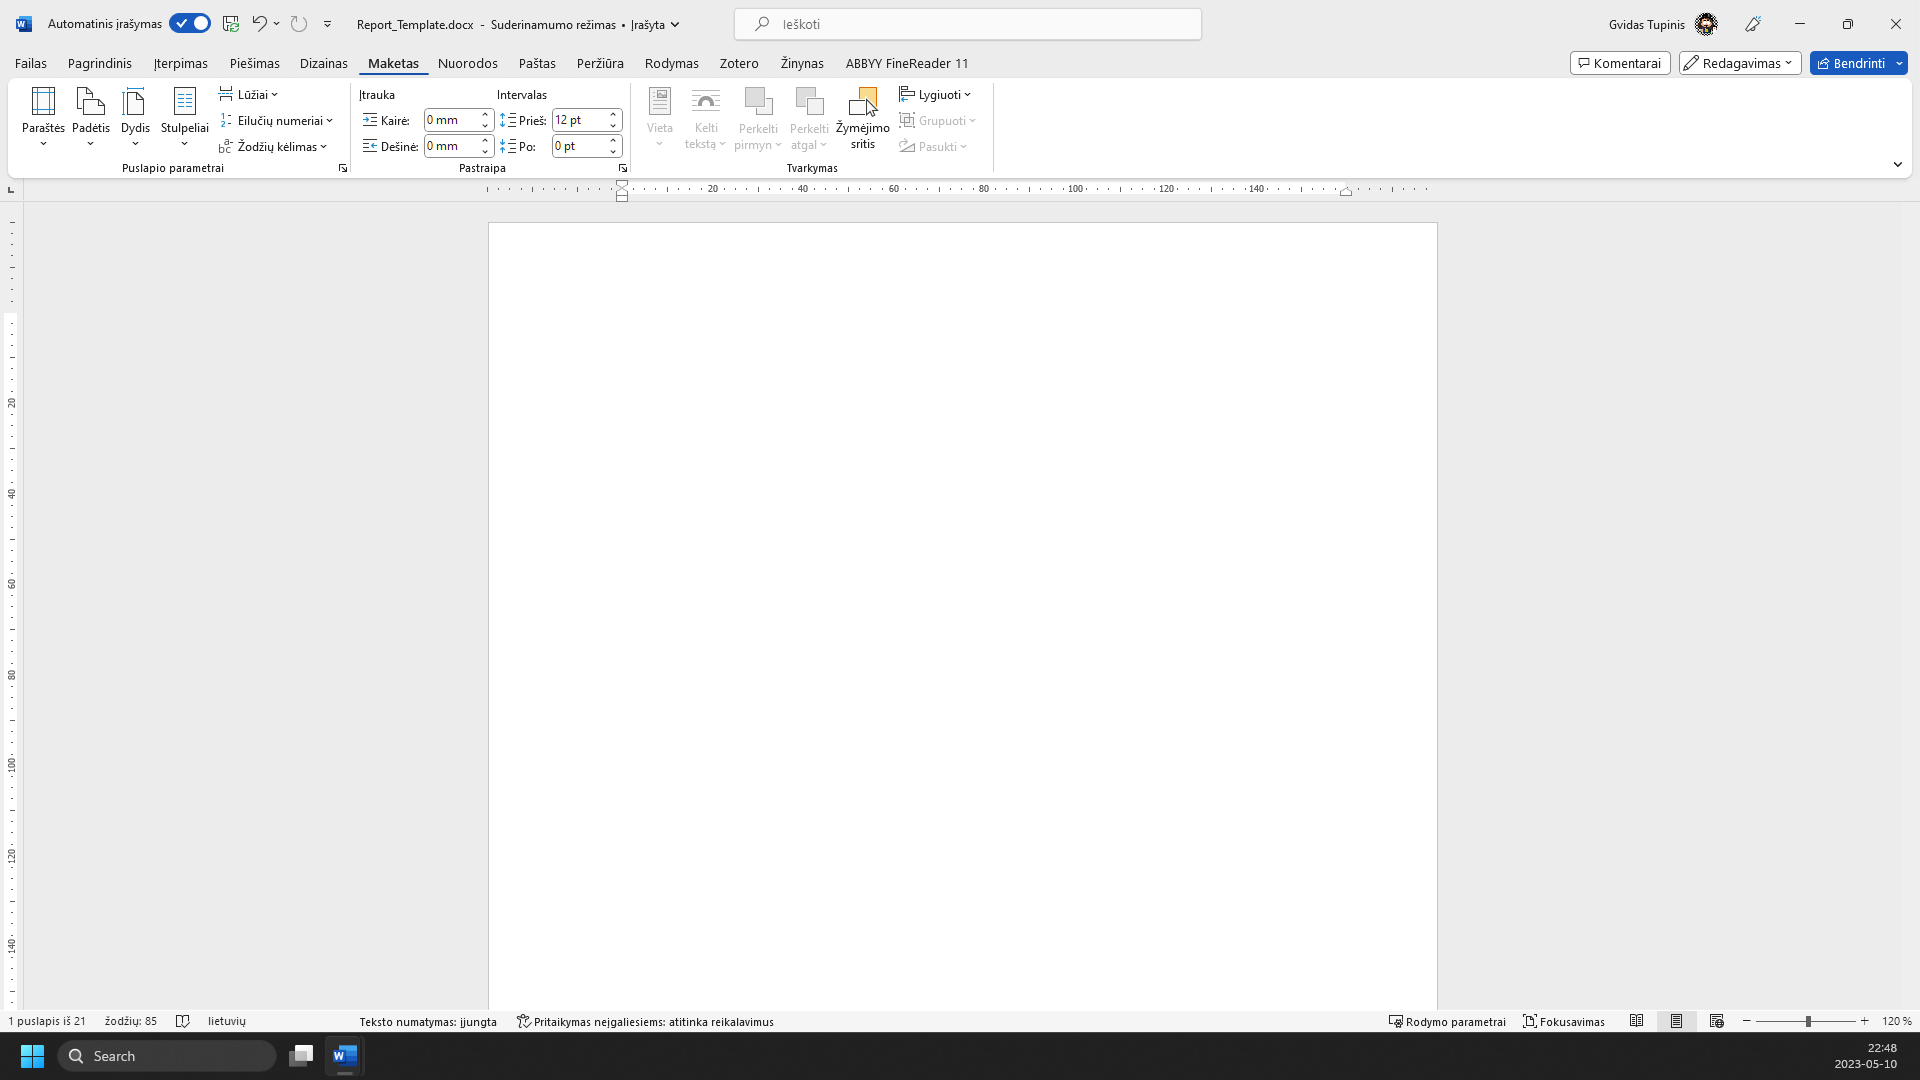 Automatinis įrašymas
Report_Template.docx - Suderinamumo režimas • Įrašyta
Ieškoti
Gvidas Tupinis
Failas Pagrindinis Įterpimas Piešimas Dizainas Maketas Nuorodos Paštas Peržiūra Rodymas Zotero Žinynas ABBYY FineReader 11
Komentarai Redagavimas Bendrinti
Paraštės
Padėtis
Dydis
Stulpeliai
Lūžiai
Eilučių numeriai
Žodžių kėlimas
Puslapio parametrai
Įtrauka
Kairė: 0 mm
Dešinė: 0 mm
Intervalas
Prieš: 12 pt
Po: 0 pt
Pastraipa
Vieta
Kelti
tekstą
Perkelti
pirmyn
Perkelti
atgal
Žymėjimo
sritis
Lygiuoti
Grupuoti
Pasukti
Tvarkymas
20 40 60 80 100 120 140
20
40
60
80
100
120
140
1 puslapis iš 21 žodžių: 85 lietuvių Teksto numatymas: įjungta Pritaikymas neįgaliesiems: atitinka reikalavimus
Rodymo parametrai Fokusavimas 120 %
Search
22:48
2023-05-10